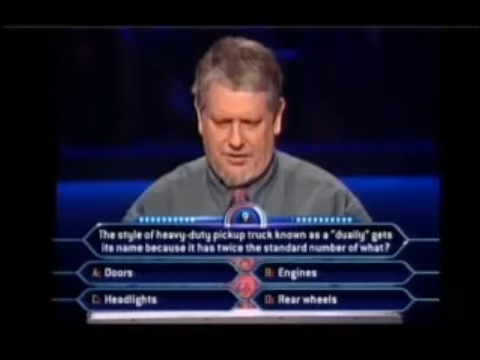 9
The style of heavy-duty pickup truck known as a "dually" gets
its name because it has twice the standard number of what?
A: Doors
B: Engines
C: Headlights
D: Rear wheels